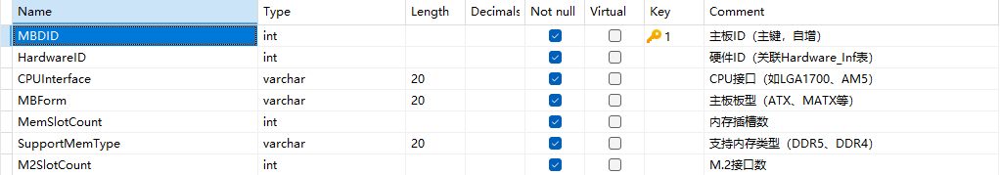 Name Type Length Decimals Not null Virtual Key Comment
MBDID int 1 主板ID（主键，自增）
HardwareID int 硬件ID（关联Hardware_Inf表）
CPUInterface varchar 20 CPU接口（如LGA1700、AM5）
MBForm varchar 20 主板板型（ATX、MATX等）
MemSlotCount int 内存插槽数
SupportMemType varchar 20 支持内存类型（DDR5、DDR4）
M2SlotCount int M.2接口数